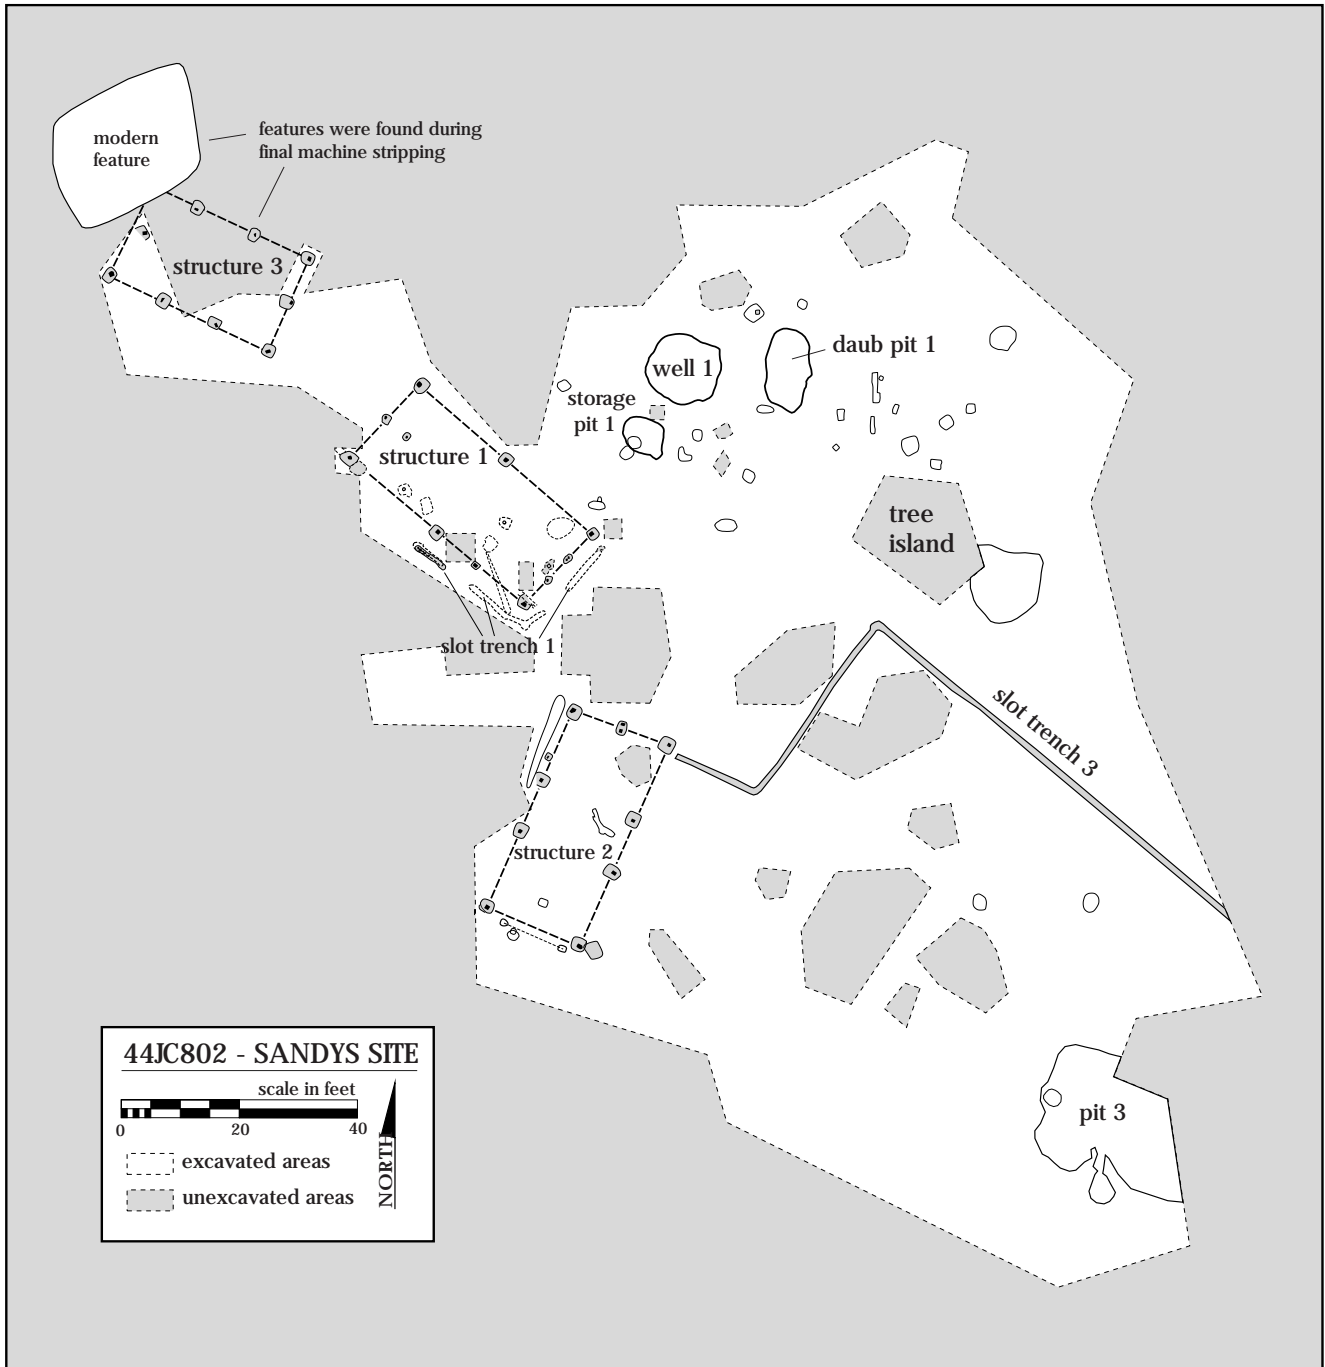 modern
feature
features were found during
final machine stripping
structure 3
daub pit 1
well 1
storage
pit 1
structure 1
tree
island
slot trench 1
slot trench 3
structure 2
pit 3
44JC802 - SANDYS SITE
scale in feet
0 20 40
NORTH
excavated areas
unexcavated areas